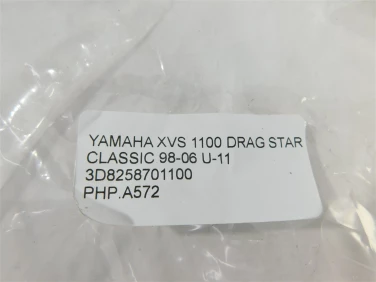 YAMAHA XVS 1100 DRAG STAR
CLASSIC 98-06 U-11
3D8258701100
PHP.A572